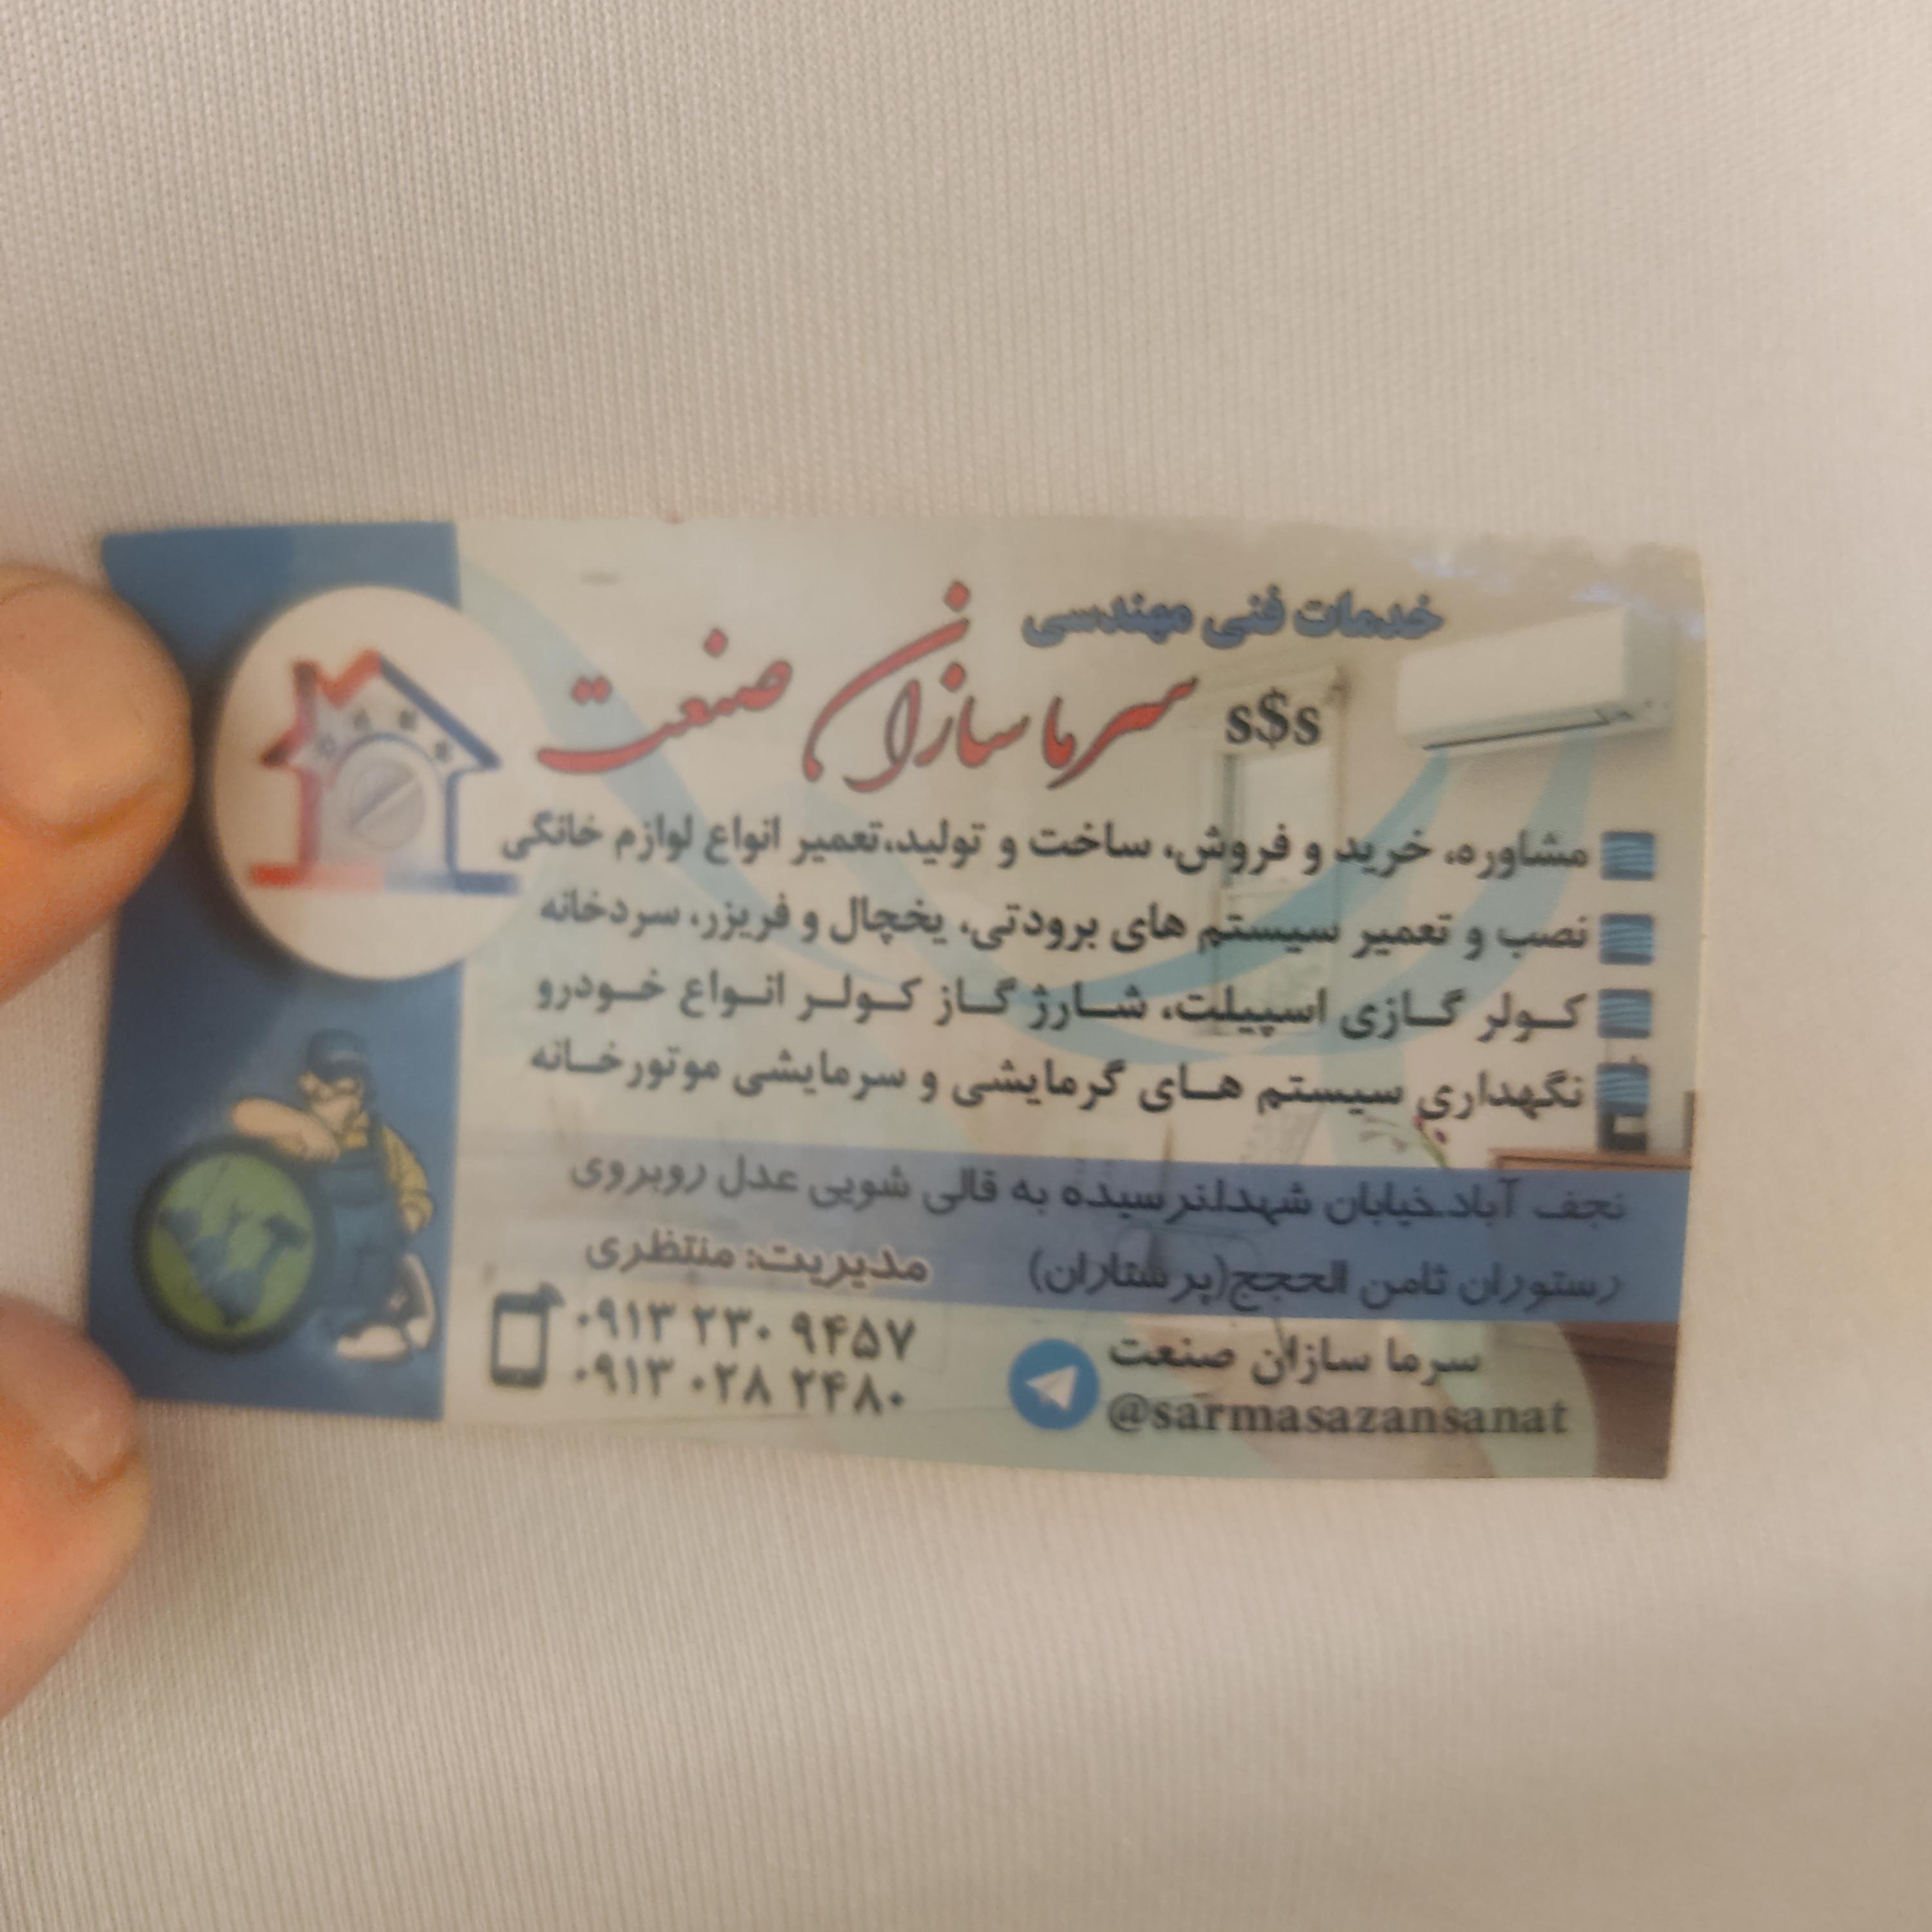 خدمات فنی مهندسی
سرما سازان صنعت s$s
مشاوره، خرید و فروش، ساخت و تولید،تعمیر انواع لوازم خانگی
نصب و تعمیر سیستم های برودتی، یخچال و فریزر، سردخانه
کولر گازی اسپیلت، شارژ گاز کولر انواع خودرو
نگهداری سیستم های گرمایشی و سرمایشی موتورخانه
نجف آباد.خیابان شهدا.نرسیده به قالی شویی عدل روبروی
رستوران ثامن الحجج(پرستاران)
مدیریت: منتظری
۰۹۱۳ ۲۳۰ ۹۴۵۷
۰۹۱۳ ۰۲۸ ۲۴۸۰
سرما سازان صنعت
@sarmasazansanat